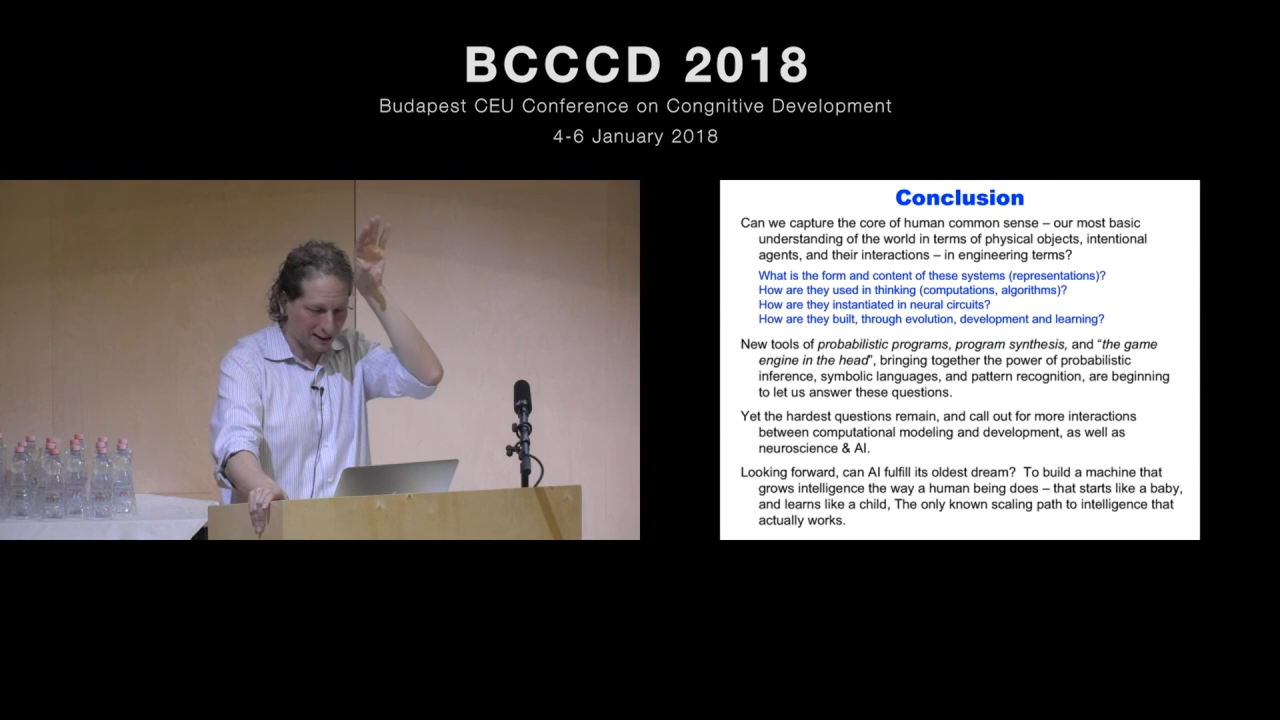 BCCCD 2018
Budapest CEU Conference on Congnitive Development
4-6 January 2018
Conclusion
Can we capture the core of human common sense – our most basic
understanding of the world in terms of physical objects, intentional
agents, and their interactions – in engineering terms?
What is the form and content of these systems (representations)?
How are they used in thinking (computations, algorithms)?
How are they instantiated in neural circuits?
How are they built, through evolution, development and learning?
New tools of probabilistic programs, program synthesis, and “the game
engine in the head”, bringing together the power of probabilistic
inference, symbolic languages, and pattern recognition, are beginning
to let us answer these questions.
Yet the hardest questions remain, and call out for more interactions
between computational modeling and development, as well as
neuroscience & AI.
Looking forward, can AI fulfill its oldest dream?  To build a machine that
grows intelligence the way a human being does – that starts like a baby,
and learns like a child, The only known scaling path to intelligence that
actually works.